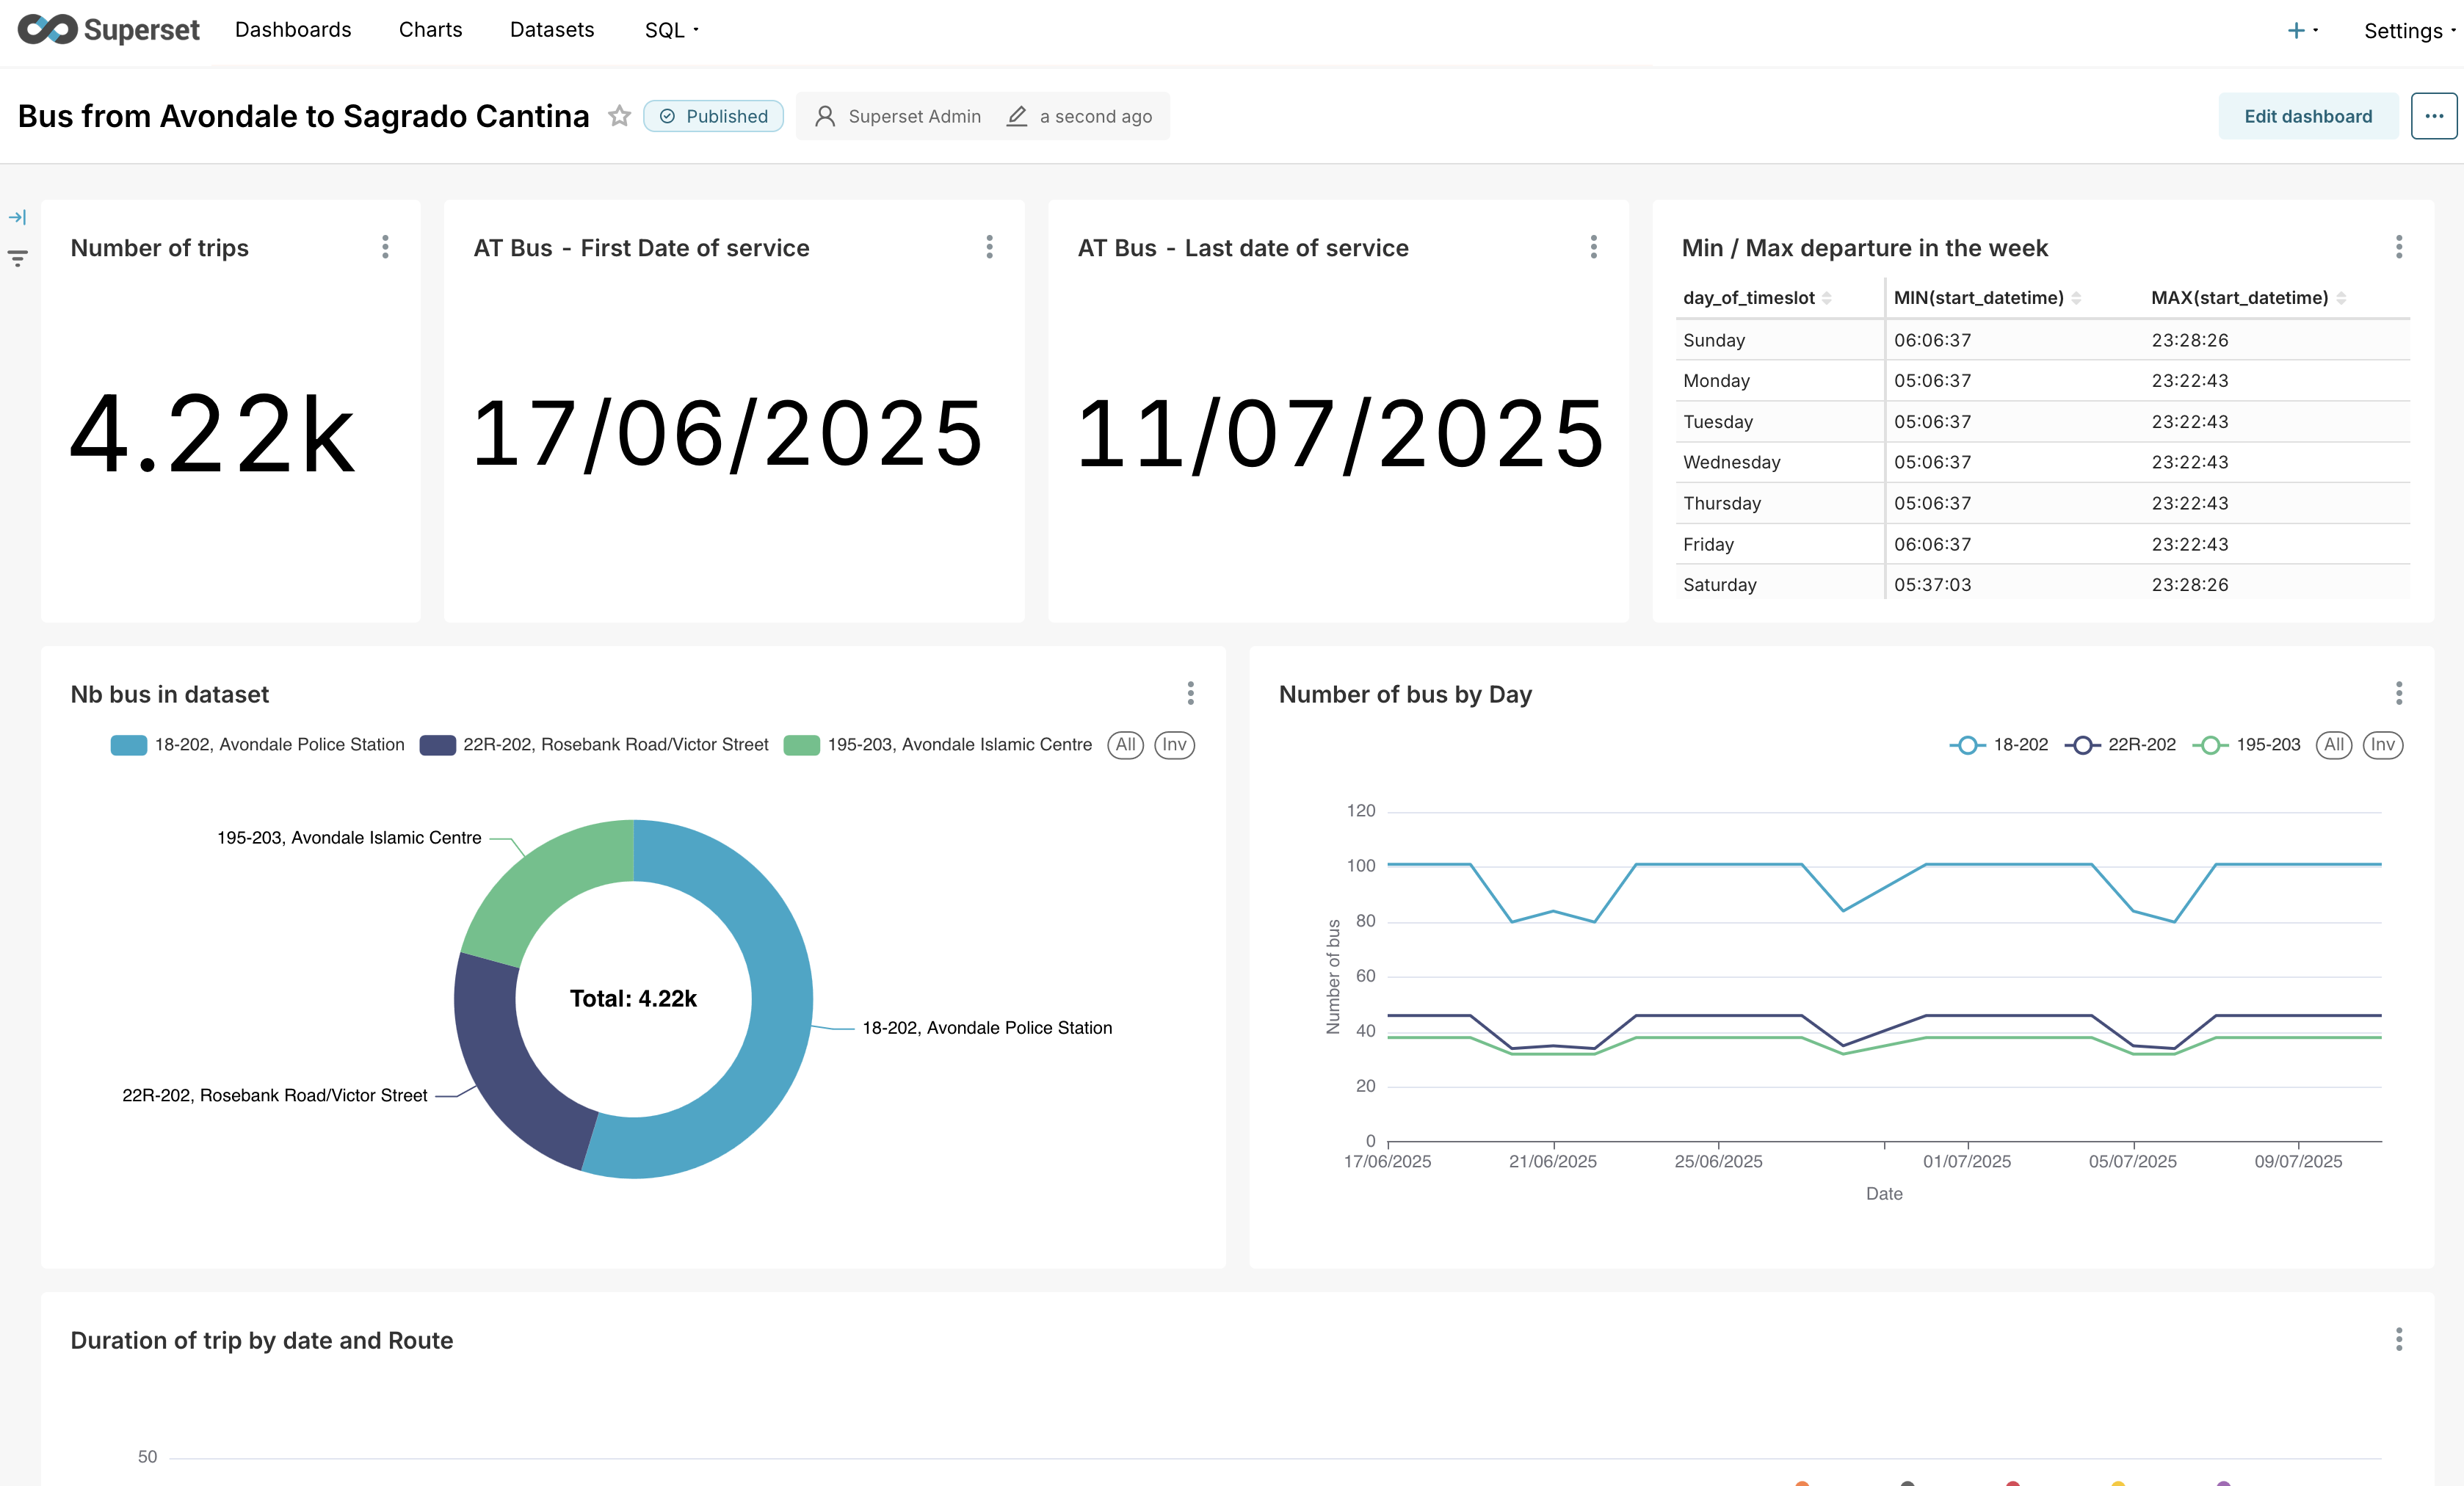 Superset Dashboards Charts Datasets SQL + Settings
Bus from Avondale to Sagrado Cantina Published Superset Admin a second ago Edit dashboard ...
Number of trips
4.22k
AT Bus - First Date of service
17/06/2025
AT Bus - Last date of service
11/07/2025
Min / Max departure in the week
day_of_timeslot MIN(start_datetime) MAX(start_datetime)
Sunday 06:06:37 23:28:26
Monday 05:06:37 23:22:43
Tuesday 05:06:37 23:22:43
Wednesday 05:06:37 23:22:43
Thursday 05:06:37 23:22:43
Friday 06:06:37 23:22:43
Saturday 05:37:03 23:28:26
Nb bus in dataset
18-202, Avondale Police Station 22R-202, Rosebank Road/Victor Street 195-203, Avondale Islamic Centre All Inv
195-203, Avondale Islamic Centre
Total: 4.22k
18-202, Avondale Police Station
22R-202, Rosebank Road/Victor Street
Number of bus by Day
18-202 22R-202 195-203 All Inv
120
100
80
60
40
20
0
Number of bus
17/06/2025 21/06/2025 25/06/2025 01/07/2025 05/07/2025 09/07/2025
Date
Duration of trip by date and Route
50